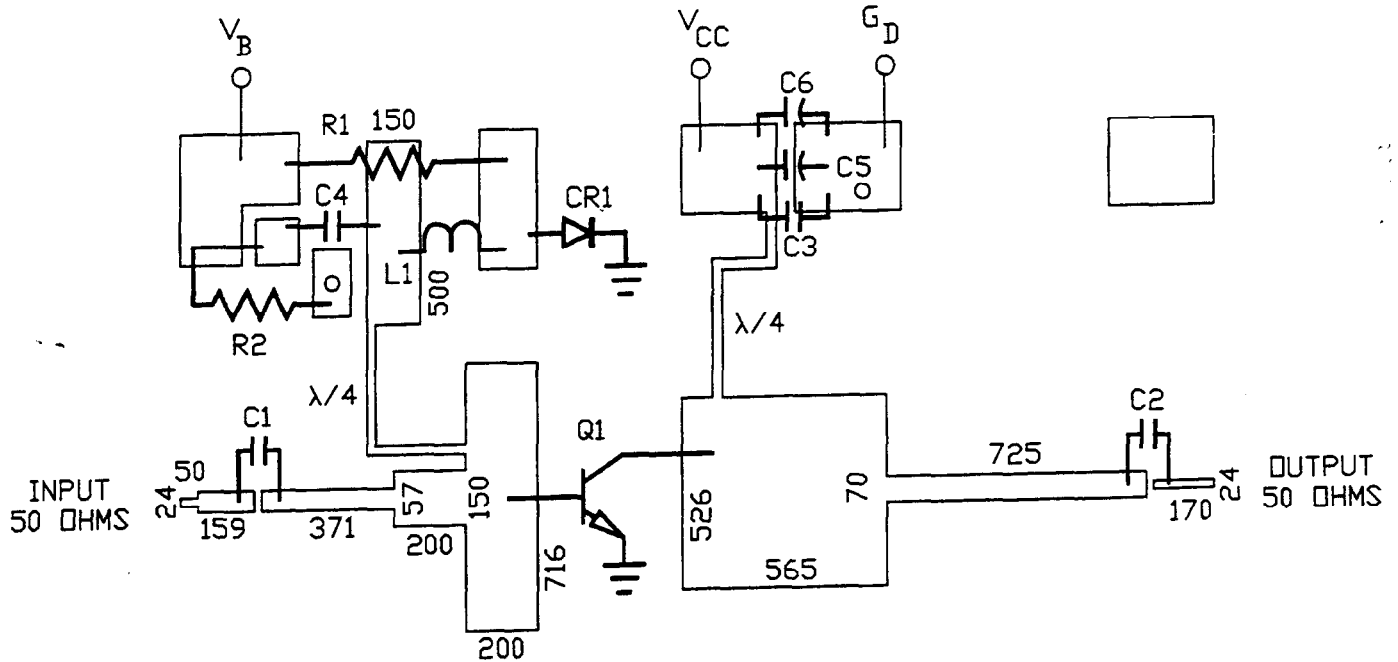 V_B
V_CC
G_D
R1
150
C6
C4
CR1
C5
L1
500
C3
R2
λ/4
λ/4
C1
Q1
C2
50
24
INPUT
50 OHMS
159
371
57
200
150
716
200
526
565
70
725
170
24
OUTPUT
50 OHMS